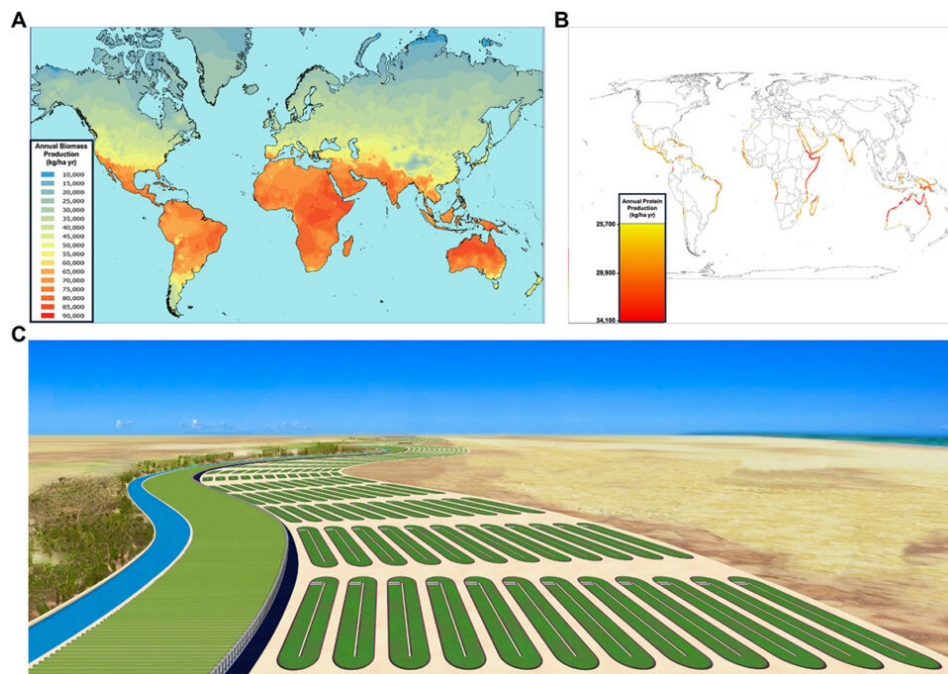 A
B
Annual Biomass
Production
(kg/ha yr)
10,000
15,000
20,000
25,000
30,000
35,000
40,000
45,000
50,000
55,000
60,000
65,000
70,000
75,000
80,000
85,000
90,000
Annual Protein
Production
(kg/ha yr)
25,700
29,900
34,100
C